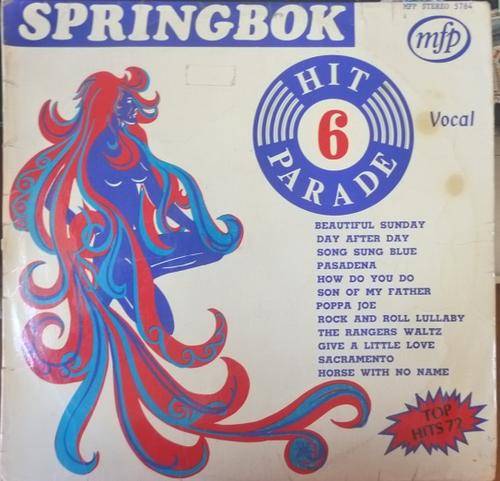 SPRINGBOK
MFP STEREO 5764
mfp
HIT
6
PARADE
Vocal
BEAUTIFUL SUNDAY
DAY AFTER DAY
SONG SUNG BLUE
PASADENA
HOW DO YOU DO
SON OF MY FATHER
POPPA JOE
ROCK AND ROLL LULLABY
THE RANGERS WALTZ
GIVE A LITTLE LOVE
SACRAMENTO
HORSE WITH NO NAME
TOP
HITS 72